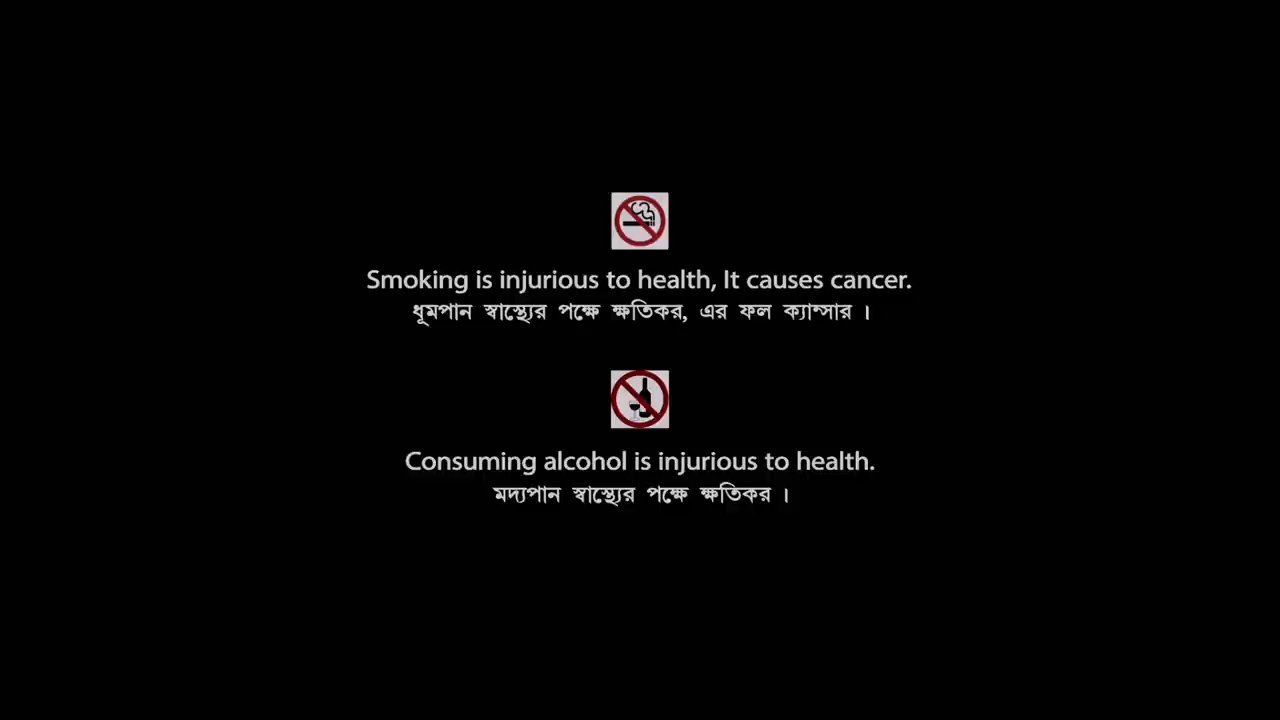 Smoking is injurious to health, It causes cancer.
ধূমপান স্বাস্থ্যের পক্ষে ক্ষতিকর, এর ফল ক্যান্সার ।
Consuming alcohol is injurious to health.
মদ্যপান স্বাস্থ্যের পক্ষে ক্ষতিকর ।